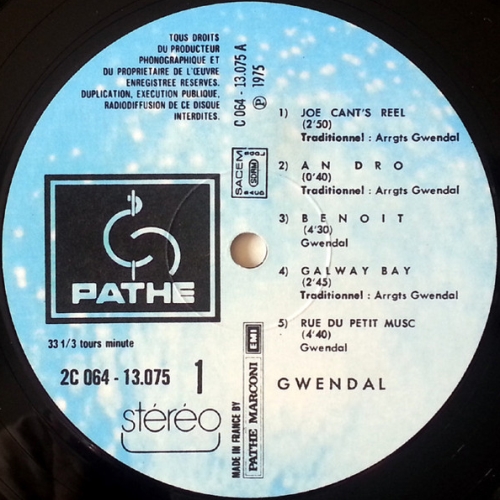 TOUS DROITS
DU PRODUCTEUR
PHONOGRAPHIQUE ET
DU PROPRIETAIRE DE L'ŒUVRE
ENREGISTREE RESERVES.
DUPLICATION, EXECUTION PUBLIQUE,
RADIODIFFUSION DE CE DISQUE
INTERDITES.
C 064 - 13.075 A
Ⓟ 1975
SACEM
SDRM
PATHE
33 1/3 tours minute
2C 064 - 13.075 1
stéréo
MADE IN FRANCE BY
PATHE MARCONI EMI
1) JOE CANT'S REEL
(2'50)
Traditionnel : Arrgts Gwendal
2) AN DRO
(0'40)
Traditionnel : Arrgts Gwendal
3) BENOIT
(4'30)
Gwendal
4) GALWAY BAY
(2'45)
Traditionnel : Arrgts Gwendal
5) RUE DU PETIT MUSC
(4'40)
Gwendal
GWENDAL